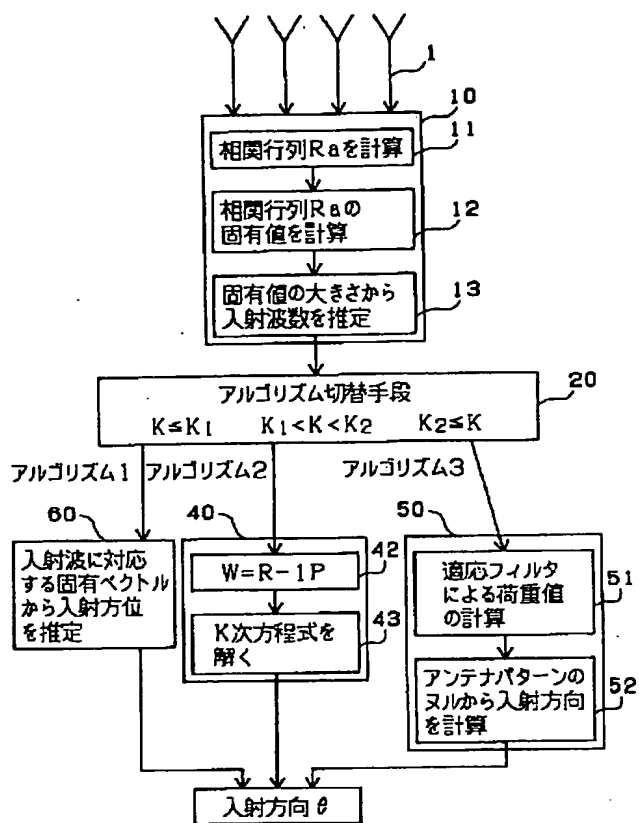 1
10
相関行列Raを計算
11
相関行列Raの
固有値を計算
12
固有値の大きさから
入射波数を推定
13
アルゴリズム切替手段
K≦K1 K1<K<K2 K2≦K
20
アルゴリズム1 アルゴリズム2 アルゴリズム3
60
入射波に対応
する固有ベクトル
から入射方位
を推定
40
W=R-1P
42
K次方程式を
解く
43
50
適応フィルタ
による荷重値
の計算
51
アンテナパターンの
ヌルから入射方向
を計算
52
入射方向θ